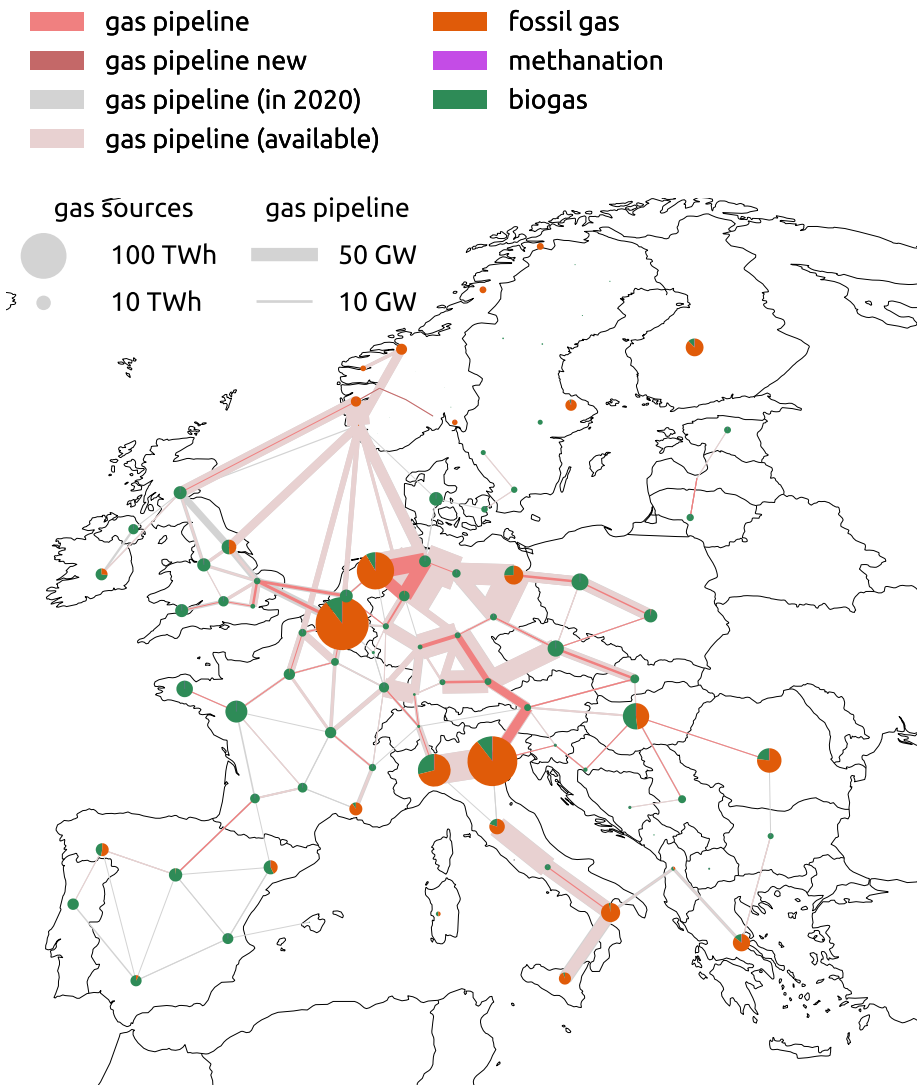 gas pipeline
gas pipeline new
gas pipeline (in 2020)
gas pipeline (available)
fossil gas
methanation
biogas
gas sources
100 TWh
10 TWh
gas pipeline
50 GW
10 GW